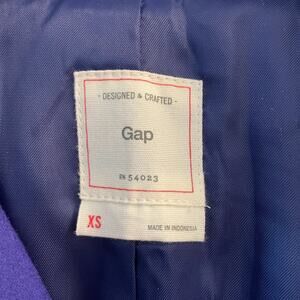 - DESIGNED & CRAFTED -
Gap
RN 54023
XS
MADE IN INDONESIA